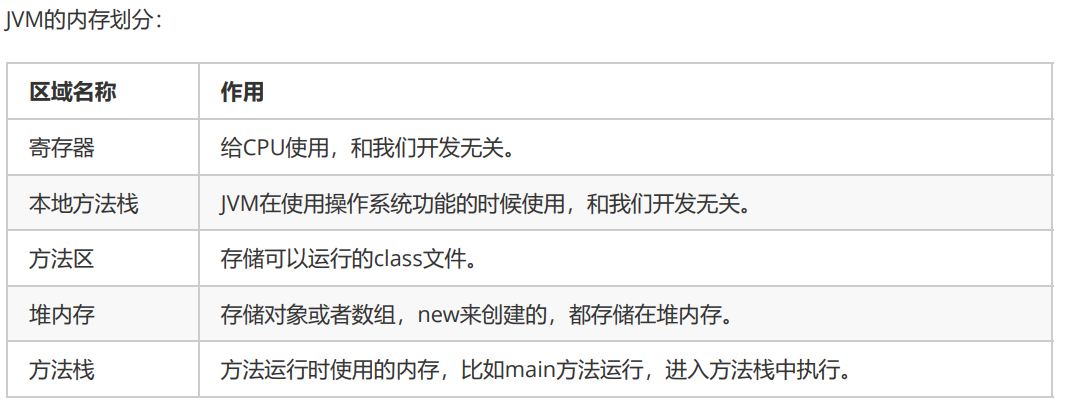 JVM的内存划分：
区域名称 作用
寄存器 给CPU使用，和我们开发无关。
本地方法栈 JVM在使用操作系统功能的时候使用，和我们开发无关。
方法区 存储可以运行的class文件。
堆内存 存储对象或者数组，new来创建的，都存储在堆内存。
方法栈 方法运行时使用的内存，比如main方法运行，进入方法栈中执行。